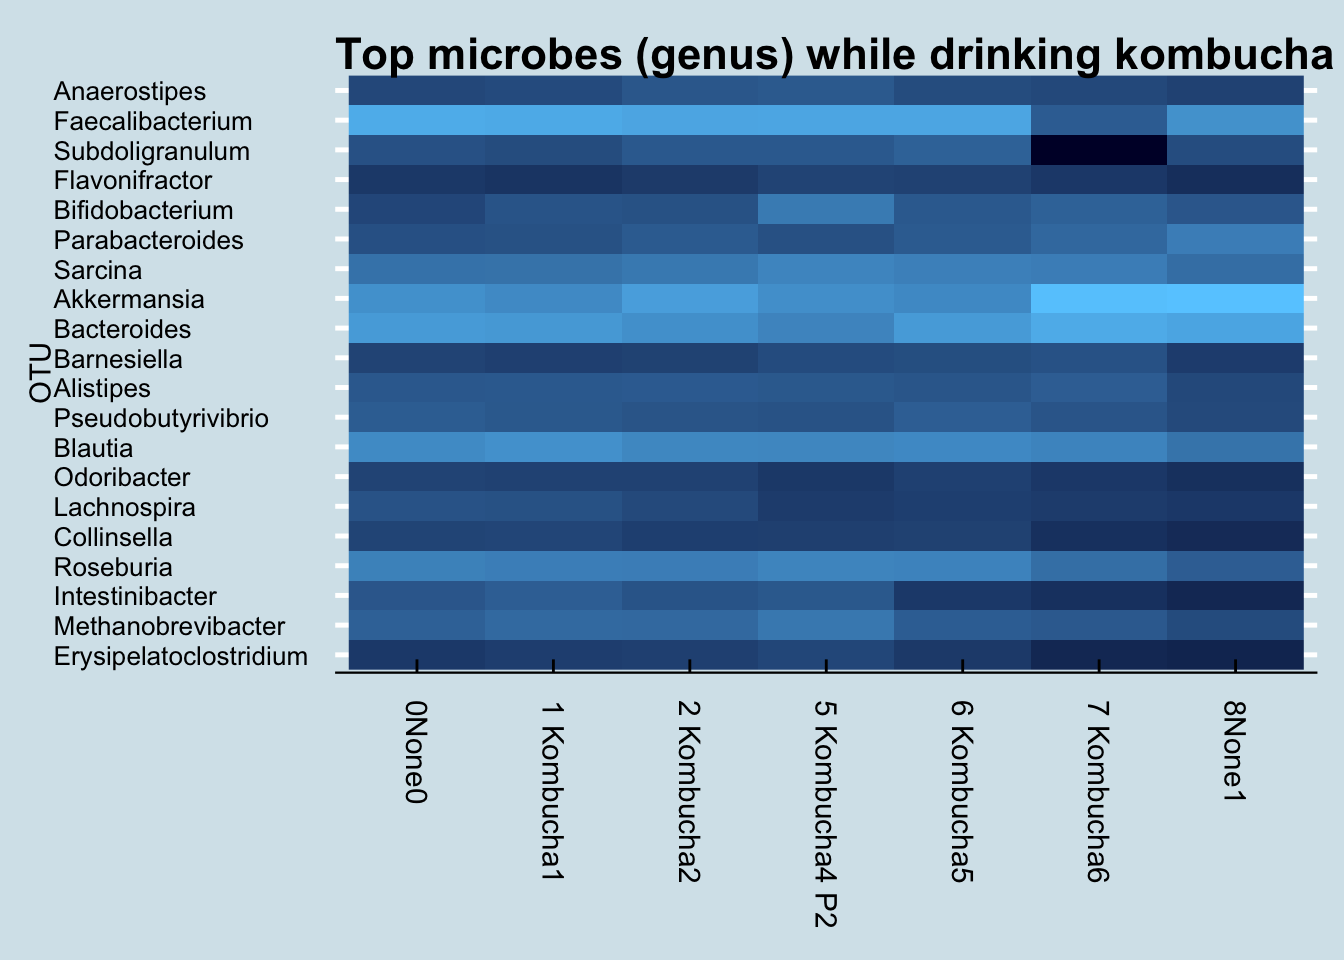 Top microbes (genus) while drinking kombucha
OTU
Anaerostipes
Faecalibacterium
Subdoligranulum
Flavonifractor
Bifidobacterium
Parabacteroides
Sarcina
Akkermansia
Bacteroides
Barnesiella
Alistipes
Pseudobutyrivibrio
Blautia
Odoribacter
Lachnospira
Collinsella
Roseburia
Intestinibacter
Methanobrevibacter
Erysipelatoclostridium
0None0
1 Kombucha1
2 Kombucha2
5 Kombucha4 P2
6 Kombucha5
7 Kombucha6
8None1